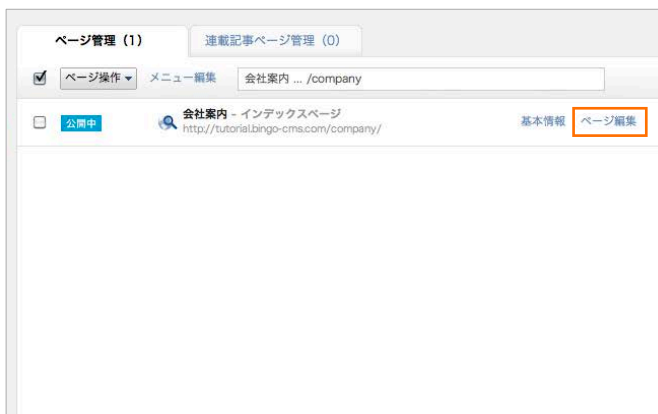 ページ管理（1）
連載記事ページ管理（0）
ページ操作 メニュー編集 会社案内 ... /company
公開中 会社案内 - インデックスページ 基本情報 ページ編集
http://tutorial.bingo-cms.com/company/